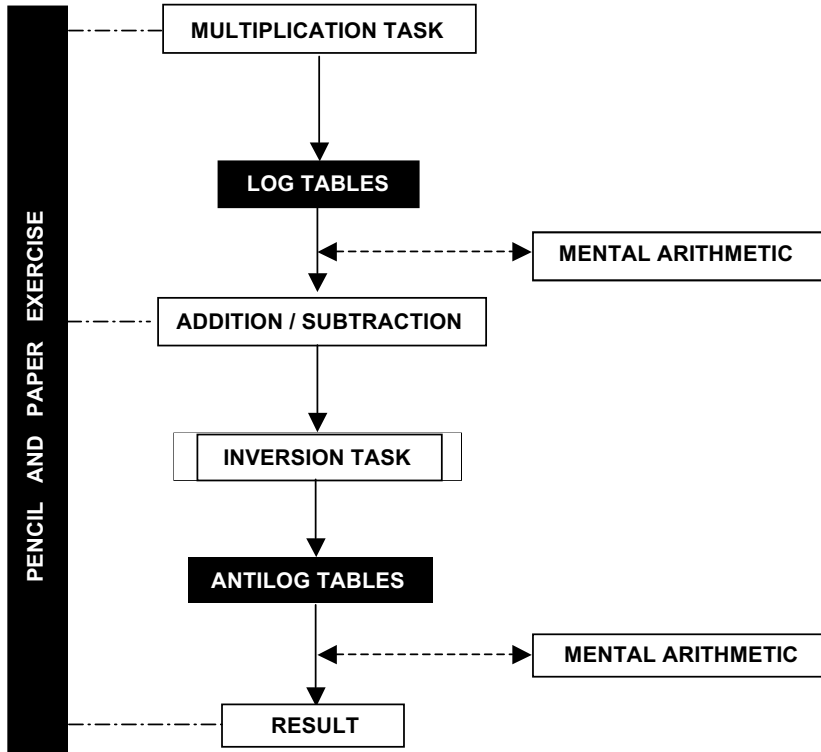 MULTIPLICATION TASK
LOG TABLES
MENTAL ARITHMETIC
ADDITION / SUBTRACTION
INVERSION TASK
ANTILOG TABLES
MENTAL ARITHMETIC
RESULT
PENCIL AND PAPER EXERCISE